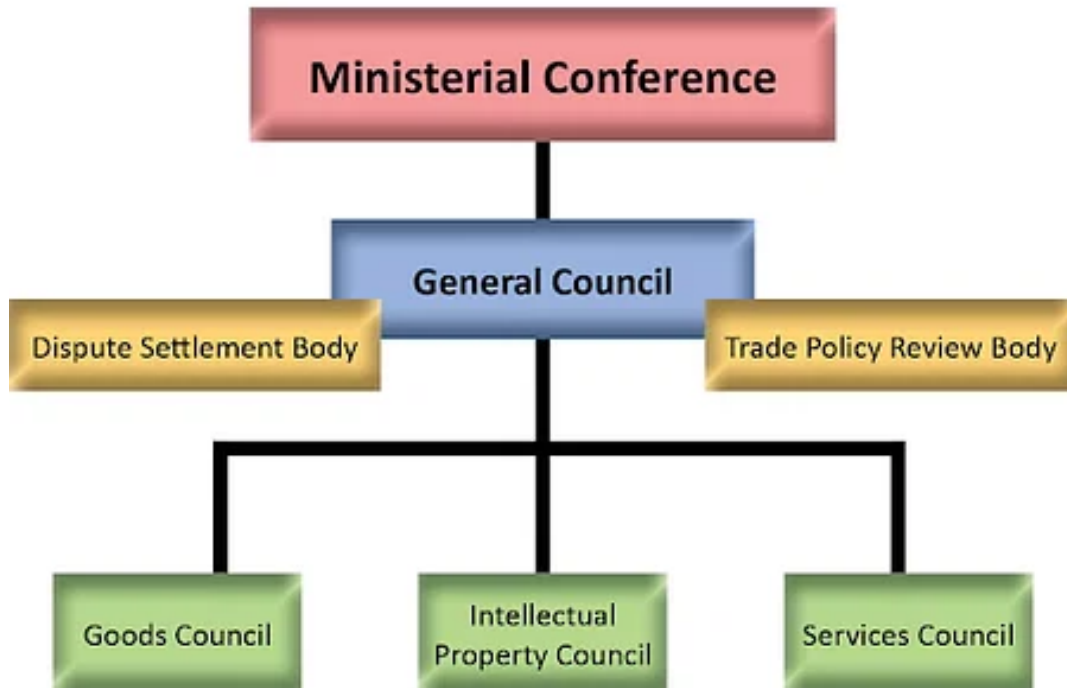 Ministerial Conference
General Council
Dispute Settlement Body
Trade Policy Review Body
Goods Council
Intellectual
Property Council
Services Council